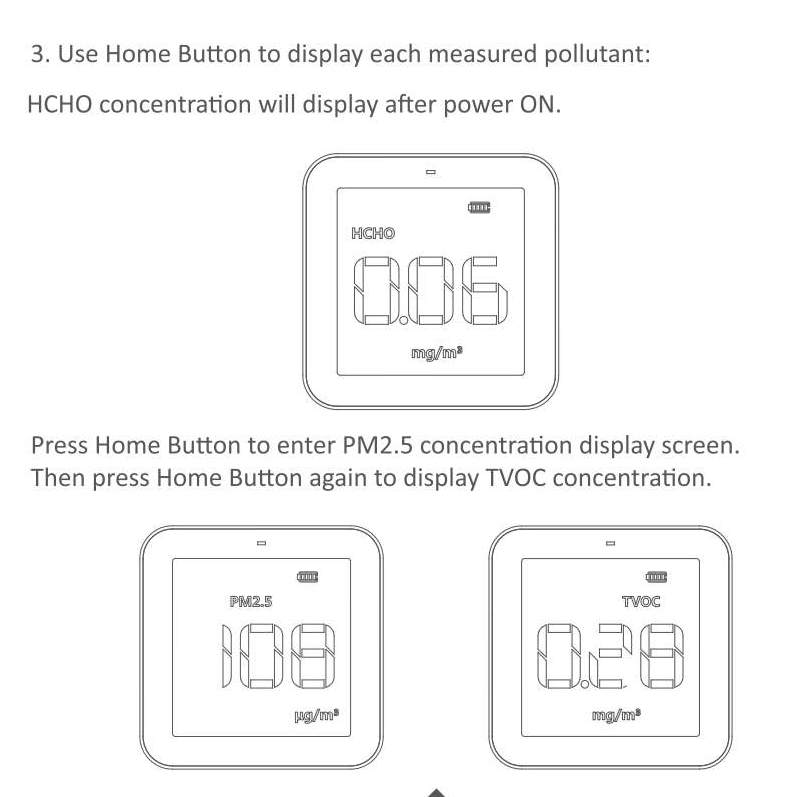 3. Use Home Button to display each measured pollutant:
HCHO concentration will display after power ON.
HCHO
0.06
mg/m³
Press Home Button to enter PM2.5 concentration display screen.
Then press Home Button again to display TVOC concentration.
PM2.5
108
µg/m³
TVOC
0.28
mg/m³